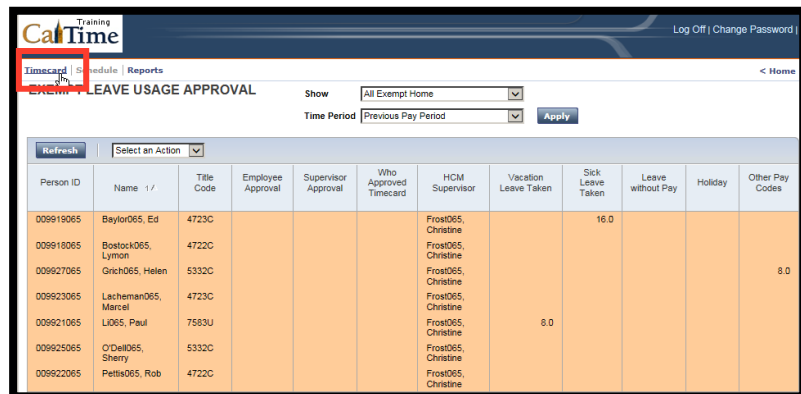 Training
CalTime
Log Off | Change Password |
Timecard | Schedule | Reports
< Home
EXEMPT LEAVE USAGE APPROVAL
Show All Exempt Home
Time Period Previous Pay Period Apply
Refresh Select an Action
Person ID Name 1 Title Code Employee Approval Supervisor Approval Who Approved Timecard HCM Supervisor Vacation Leave Taken Sick Leave Taken Leave without Pay Holiday Other Pay Codes
009919065 Baylor065, Ed 4723C Frost065, Christine 16.0
009918065 Bostock065, Lymon 4722C Frost065, Christine
009927065 Grich065, Helen 5332C Frost065, Christine 8.0
009923065 Lacheman065, Marcel 4723C Frost065, Christine
009921065 Li065, Paul 7583U Frost065, Christine 8.0
009925065 O'Dell065, Sherry 5332C Frost065, Christine
009922065 Pettis065, Rob 4722C Frost065, Christine